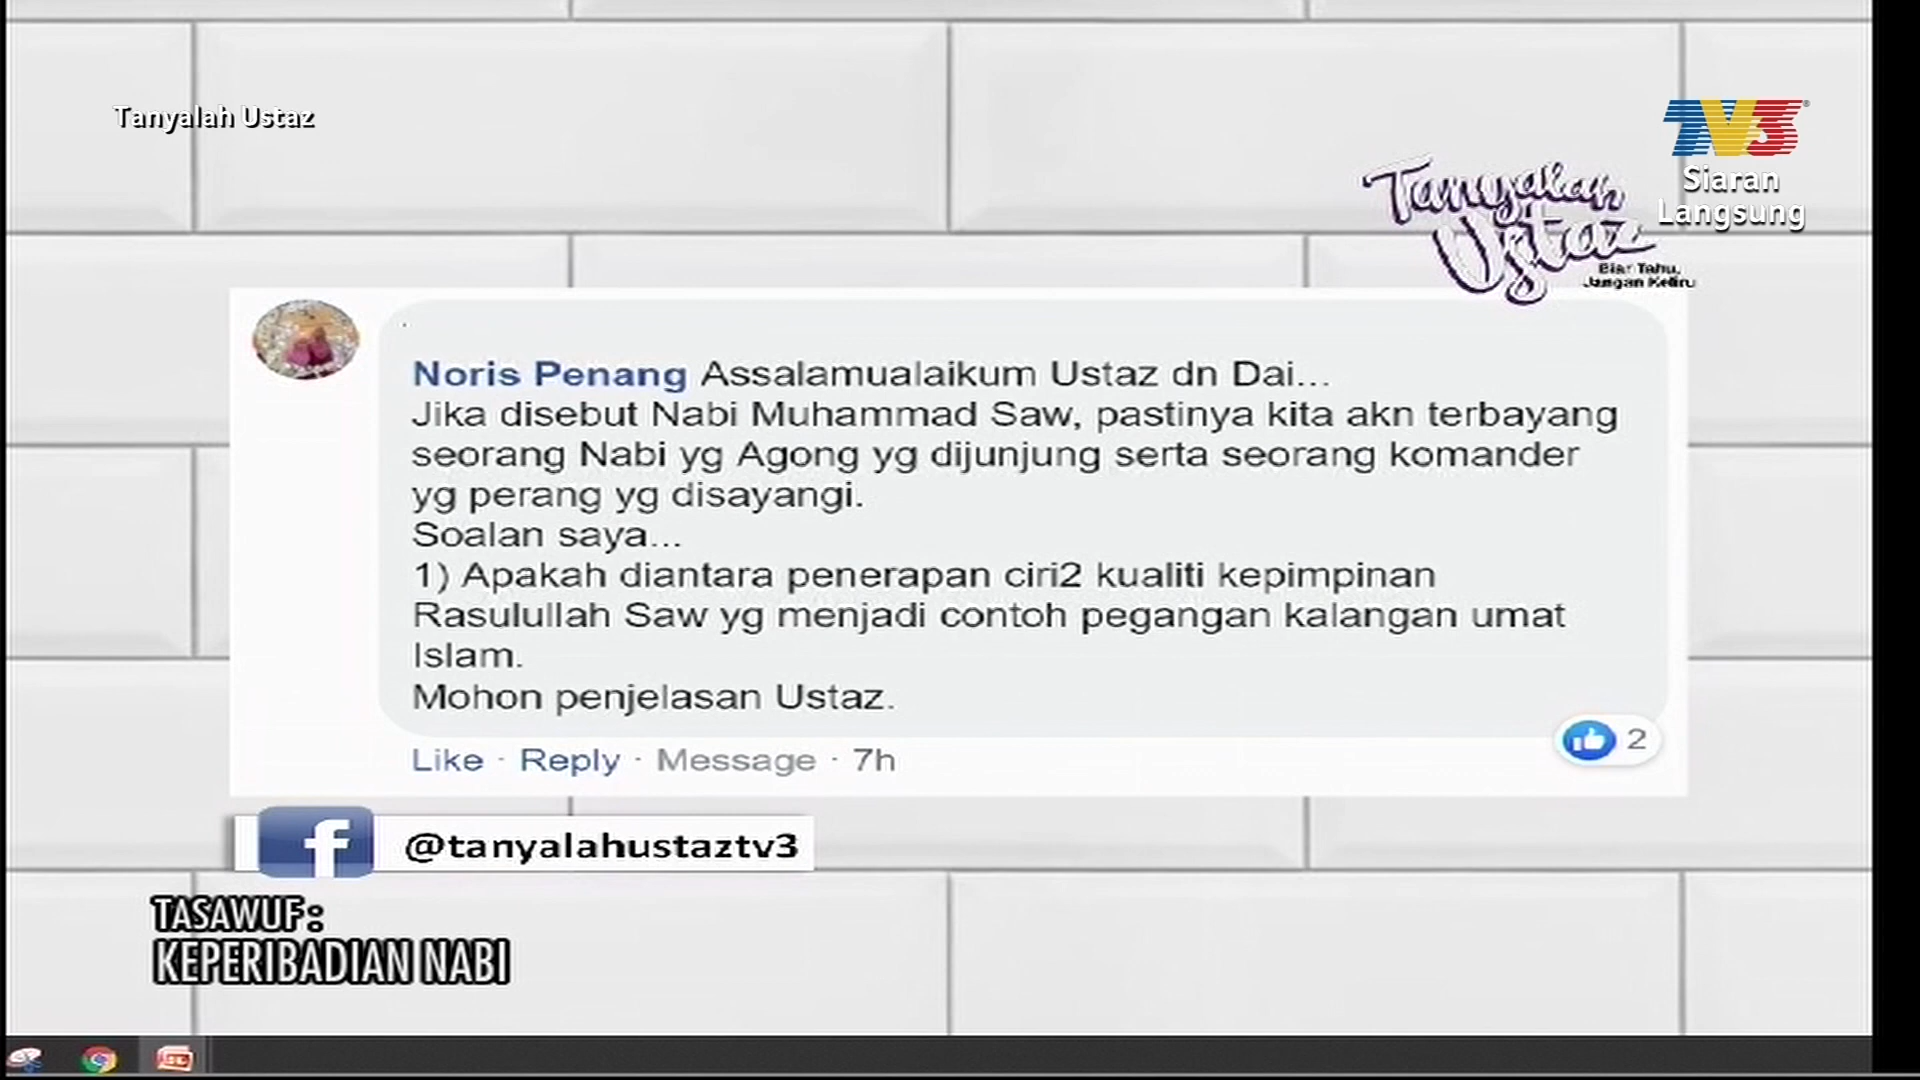 Tanyalah Ustaz
TV3
Siaran
Langsung
Tanyalah
Ustaz
Biar Tahu,
Jangan Keliru
Noris Penang Assalamualaikum Ustaz dn Dai...
Jika disebut Nabi Muhammad Saw, pastinya kita akn terbayang
seorang Nabi yg Agong yg dijunjung serta seorang komander
yg perang yg disayangi.
Soalan saya...
1) Apakah diantara penerapan ciri2 kualiti kepimpinan
Rasulullah Saw yg menjadi contoh pegangan kalangan umat
Islam.
Mohon penjelasan Ustaz.
2
Like · Reply · Message · 7h
f @tanyalahustaztv3
TASAWUF :
KEPERIBADIAN NABI